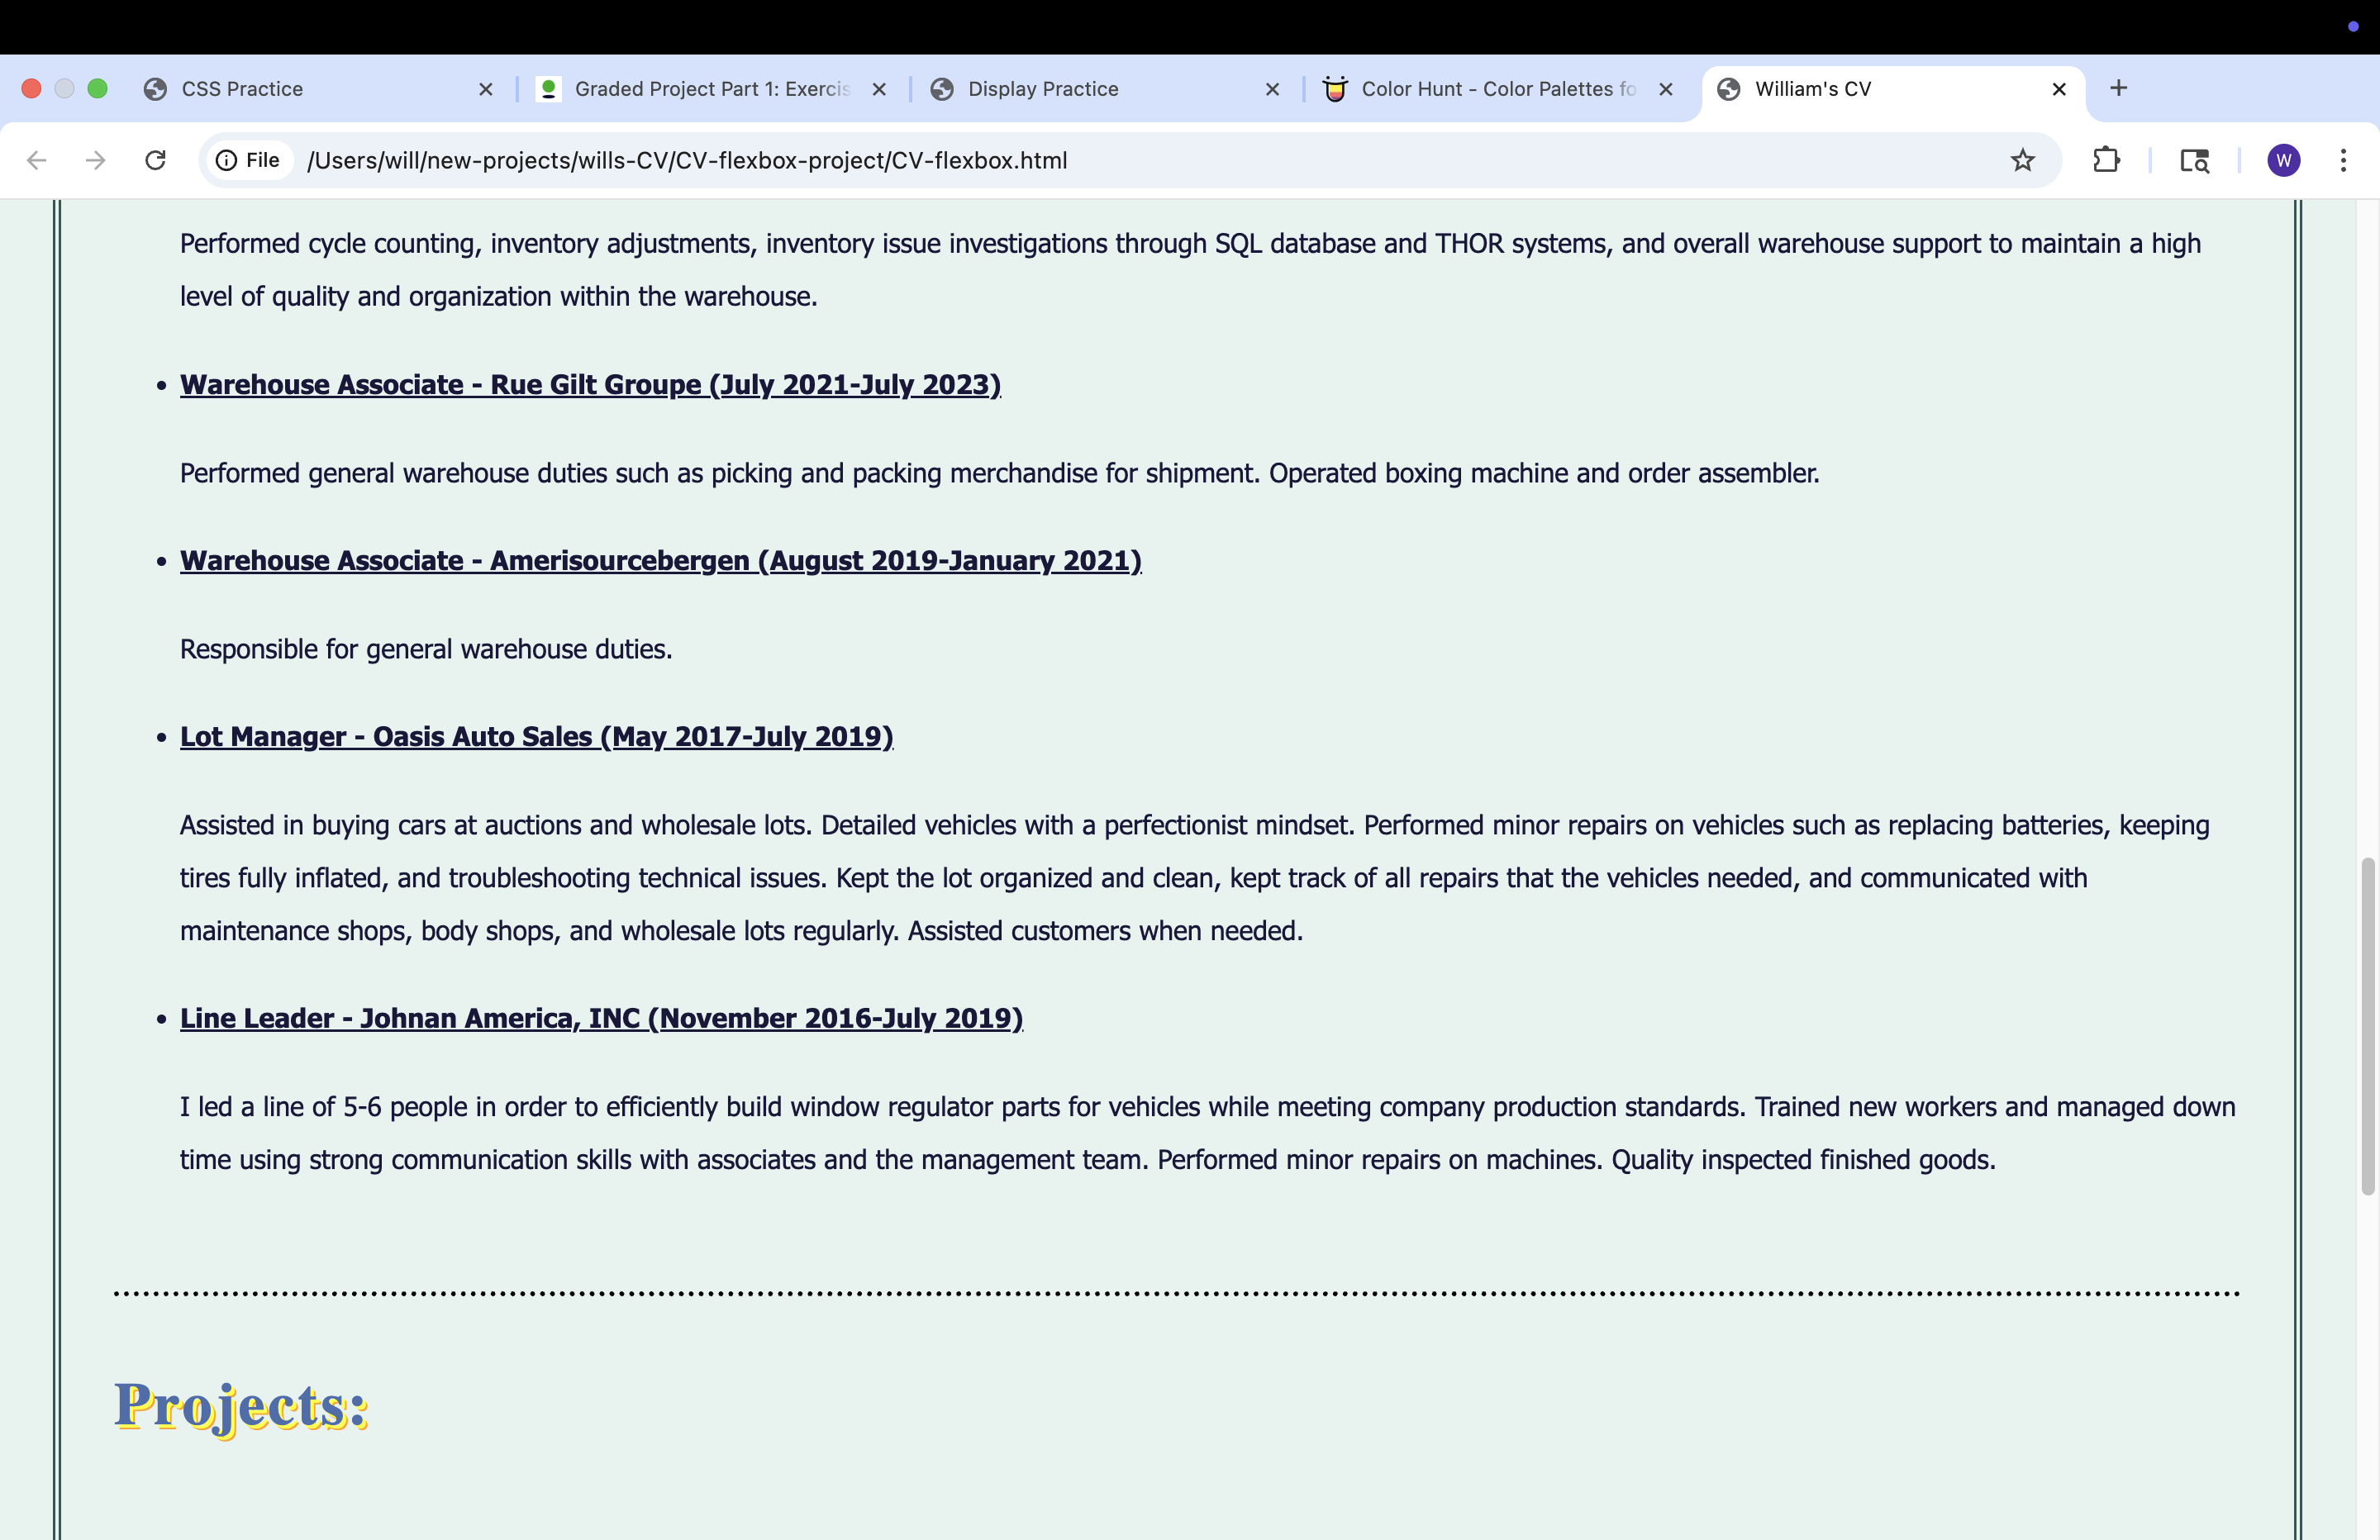 CSS Practice
Graded Project Part 1: Exercis
Display Practice
Color Hunt - Color Palettes fo
William's CV
File
/Users/will/new-projects/wills-CV/CV-flexbox-project/CV-flexbox.html
W
Performed cycle counting, inventory adjustments, inventory issue investigations through SQL database and THOR systems, and overall warehouse support to maintain a high
level of quality and organization within the warehouse.
• Warehouse Associate - Rue Gilt Groupe (July 2021-July 2023)
Performed general warehouse duties such as picking and packing merchandise for shipment. Operated boxing machine and order assembler.
• Warehouse Associate - Amerisourcebergen (August 2019-January 2021)
Responsible for general warehouse duties.
• Lot Manager - Oasis Auto Sales (May 2017-July 2019)
Assisted in buying cars at auctions and wholesale lots. Detailed vehicles with a perfectionist mindset. Performed minor repairs on vehicles such as replacing batteries, keeping
tires fully inflated, and troubleshooting technical issues. Kept the lot organized and clean, kept track of all repairs that the vehicles needed, and communicated with
maintenance shops, body shops, and wholesale lots regularly. Assisted customers when needed.
• Line Leader - Johnan America, INC (November 2016-July 2019)
I led a line of 5-6 people in order to efficiently build window regulator parts for vehicles while meeting company production standards. Trained new workers and managed down
time using strong communication skills with associates and the management team. Performed minor repairs on machines. Quality inspected finished goods.
Projects: